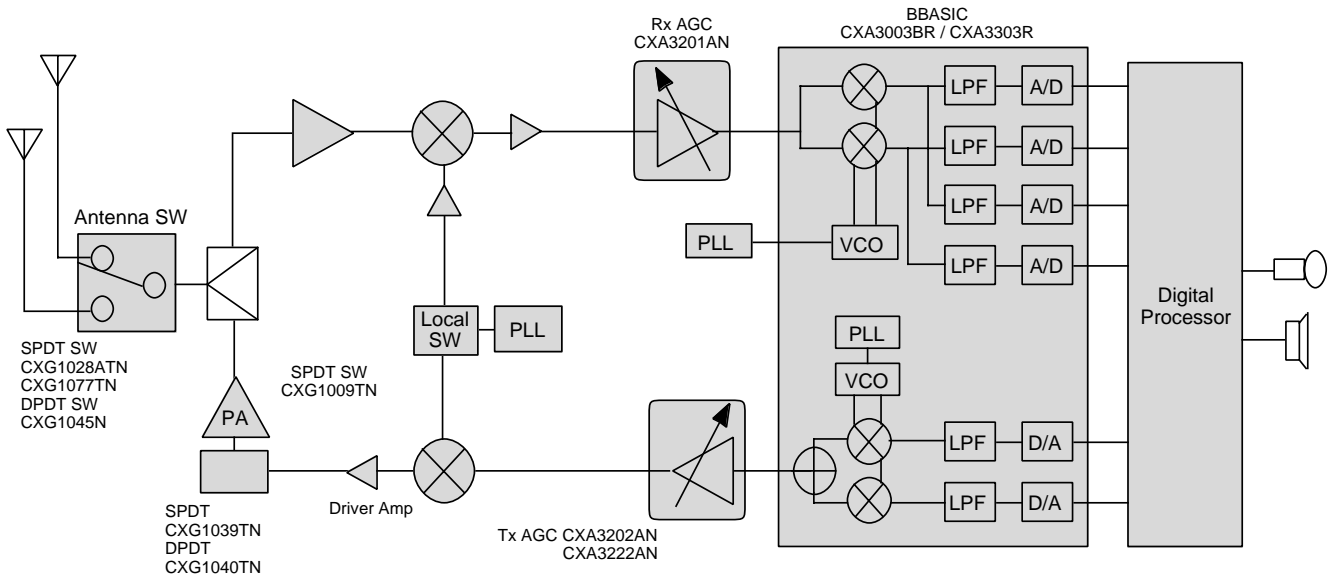 Rx AGC
CXA3201AN
BBASIC
CXA3003BR / CXA3303R
LPF
A/D
LPF
A/D
LPF
A/D
LPF
A/D
PLL
VCO
Antenna SW
Local
SW
PLL
Digital
Processor
PLL
VCO
SPDT SW
CXG1028ATN
CXG1077TN
DPDT SW
CXG1045N
SPDT SW
CXG1009TN
PA
LPF
D/A
LPF
D/A
Driver Amp
SPDT
CXG1039TN
DPDT
CXG1040TN
Tx AGC CXA3202AN
CXA3222AN